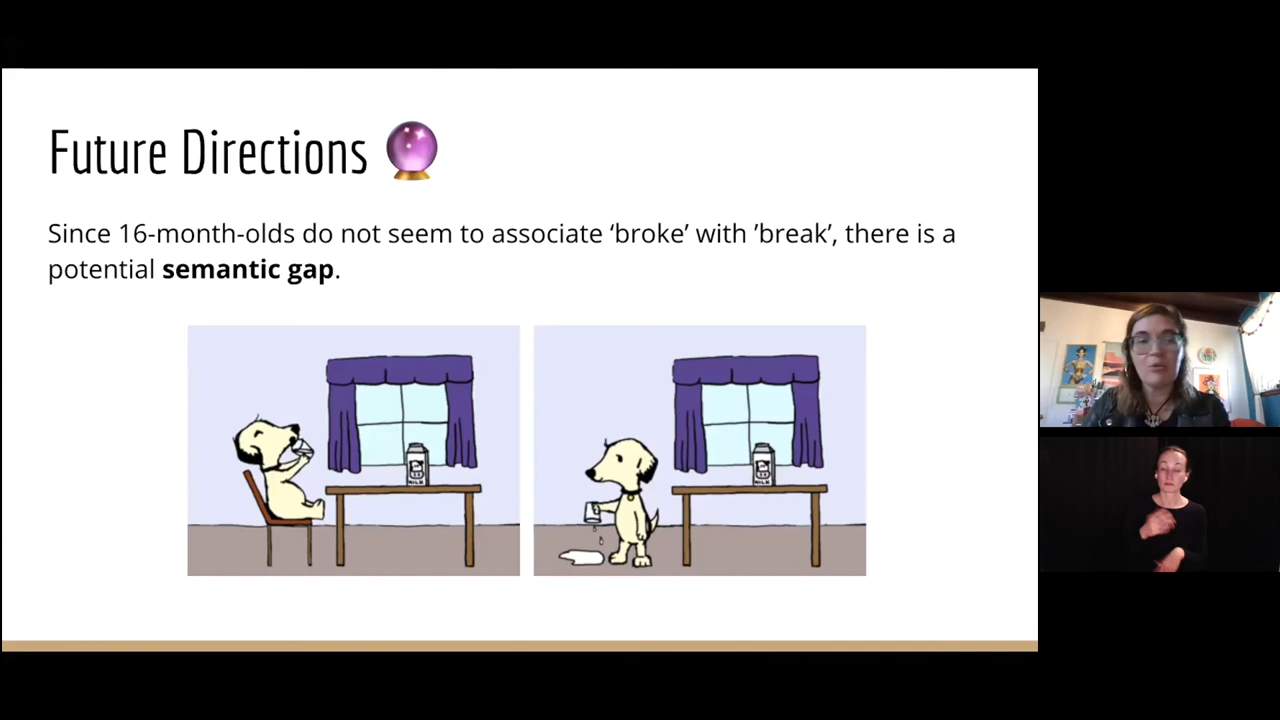 Future Directions
Since 16-month-olds do not seem to associate ‘broke’ with ’break’, there is a
potential semantic gap.
MILK
MILK